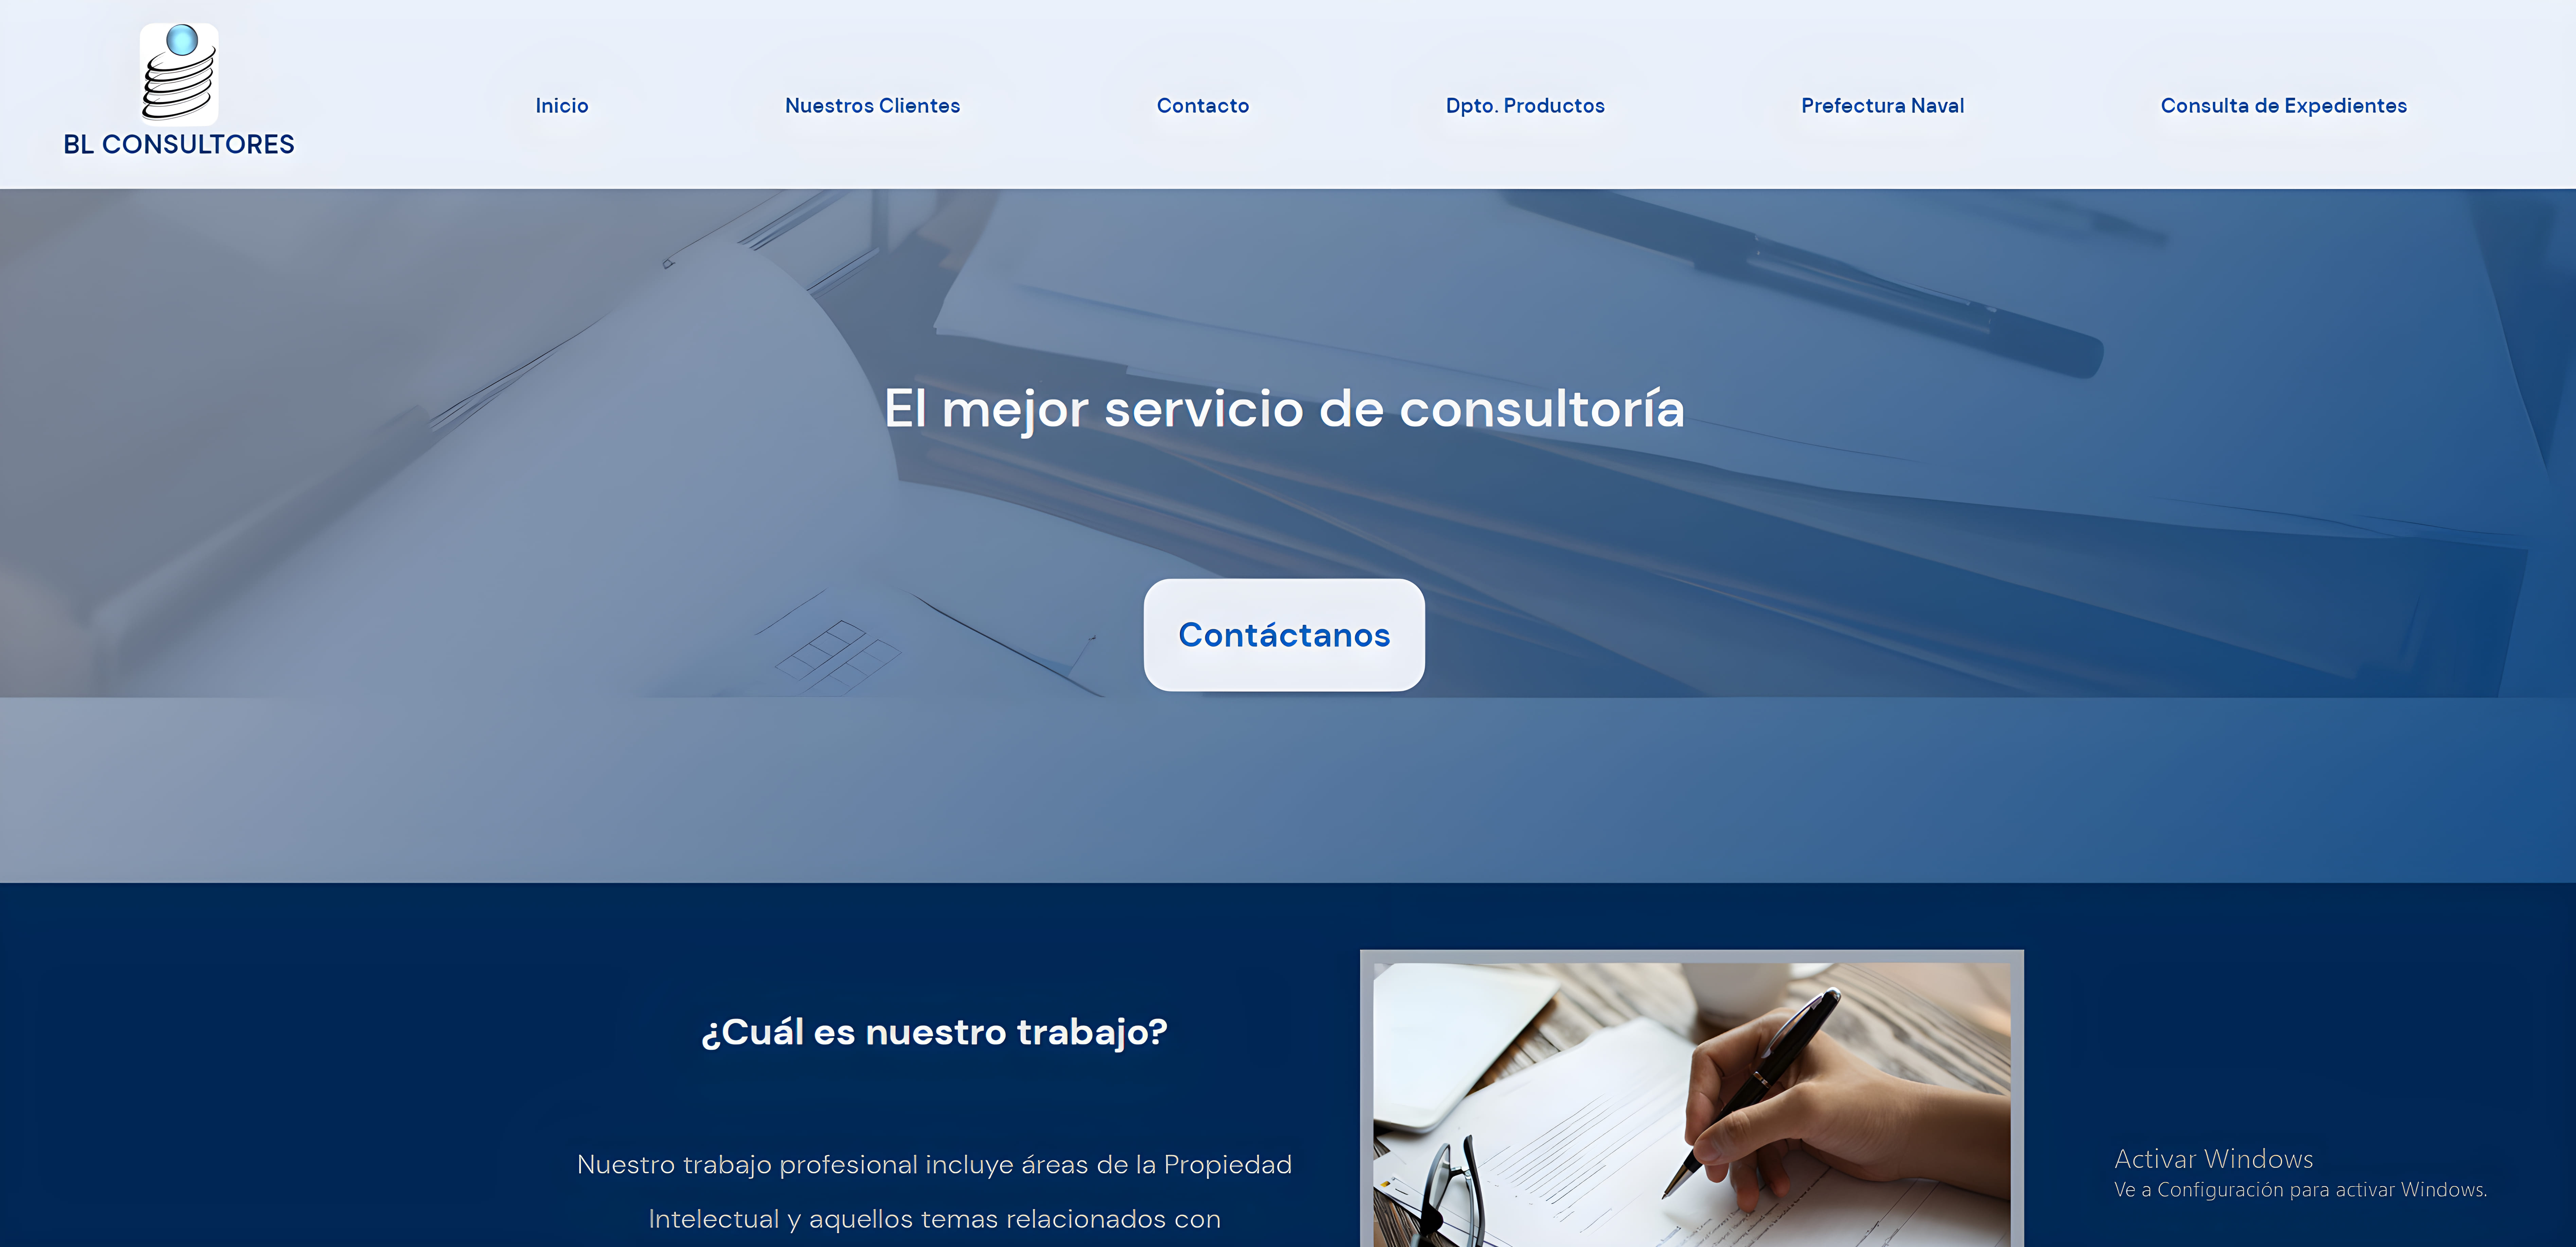 BL CONSULTORES
Inicio
Nuestros Clientes
Contacto
Dpto. Productos
Prefectura Naval
Consulta de Expedientes
El mejor servicio de consultoría
Contáctanos
¿Cuál es nuestro trabajo?
Nuestro trabajo profesional incluye áreas de la Propiedad
Intelectual y aquellos temas relacionados con
Activar Windows
Ve a Configuración para activar Windows.